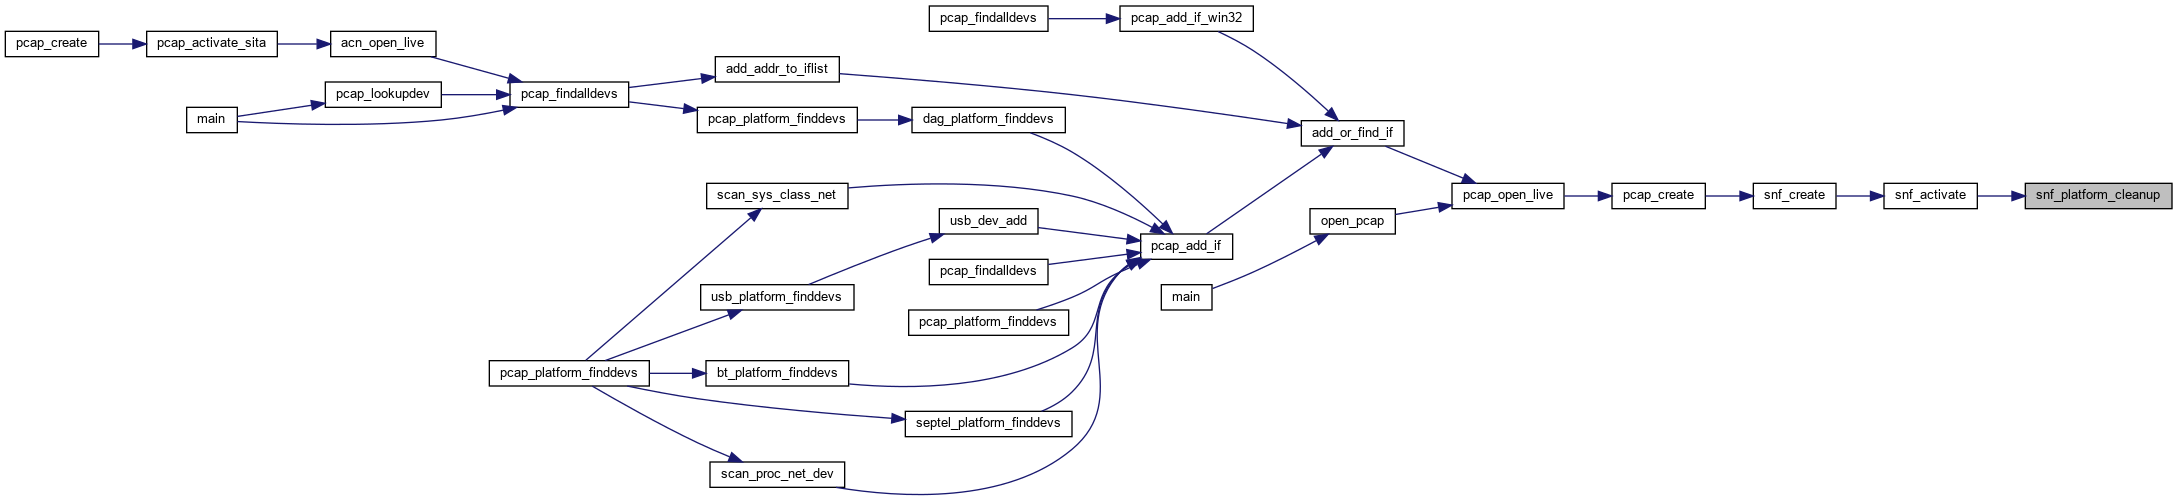 pcap_findalldevs
pcap_add_if_win32
pcap_create
pcap_activate_sita
acn_open_live
add_addr_to_iflist
pcap_lookupdev
pcap_findalldevs
main
pcap_platform_finddevs
dag_platform_finddevs
add_or_find_if
scan_sys_class_net
pcap_open_live
pcap_create
snf_create
snf_activate
snf_platform_cleanup
usb_dev_add
open_pcap
pcap_add_if
pcap_findalldevs
usb_platform_finddevs
main
pcap_platform_finddevs
pcap_platform_finddevs
bt_platform_finddevs
septel_platform_finddevs
scan_proc_net_dev